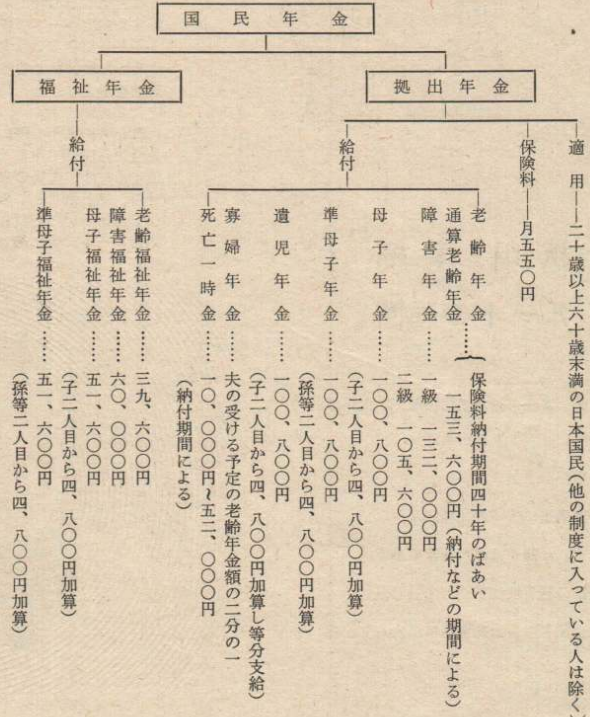 国民年金
拠出年金
適用――二十歳以上六十歳末満の日本国民(他の制度に入っている人は除く)
保険料――月五五〇円
給付
老齢年金
通算老齢年金……
保険料納付期間四十年のばあい
一五三、六〇〇円(納付などの期間による)
障害年金
一級 一三二、〇〇〇円
二級 一〇五、六〇〇円
母子年金……
一〇〇、八〇〇円
(子二人目から四、八〇〇円加算)
準母子年金……
一〇〇、八〇〇円
(孫等二人目から四、八〇〇円加算)
遺児年金……
一〇〇、八〇〇円
(子二人目から四、八〇〇円加算し等分支給)
寡婦年金……
夫の受ける予定の老齢年金額の二分の一
死亡一時金……
一〇、〇〇〇円~五二、〇〇〇円
(納付期間による)
福祉年金
給付
老齢福祉年金……
三九、六〇〇円
障害福祉年金……
六〇、〇〇〇円
母子福祉年金……
五一、六〇〇円
(子二人目から四、八〇〇円加算)
準母子福祉年金……
五一、六〇〇円
(孫等二人目から四、八〇〇円加算)